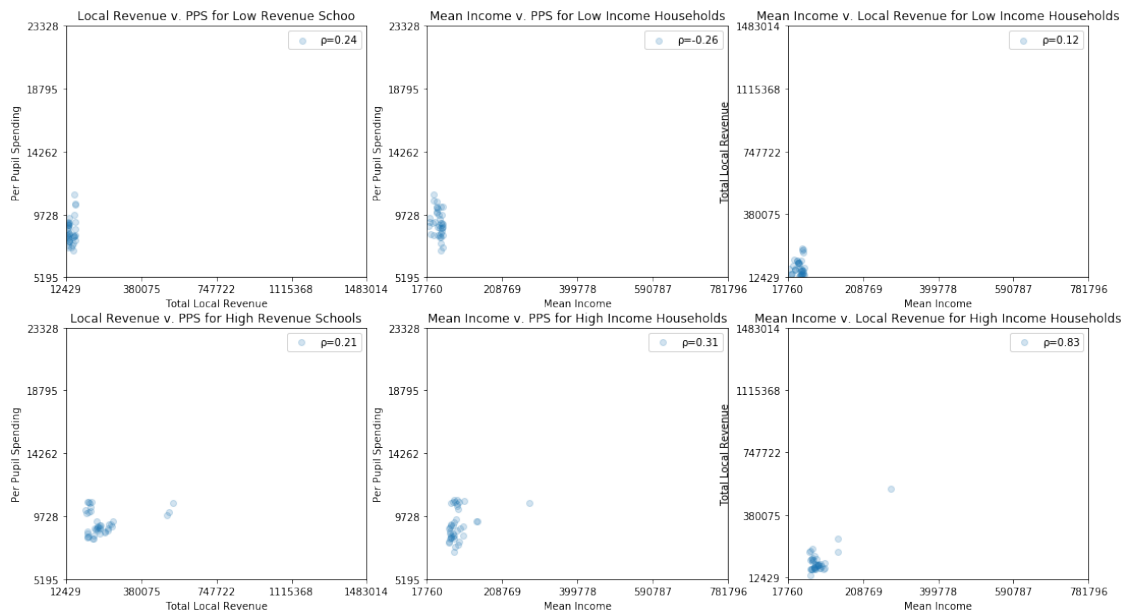 Local Revenue v. PPS for Low Revenue Schoo
23328
18795
14262
9728
5195
Per Pupil Spending
ρ=0.24
12429 380075 747722 1115368 1483014
Total Local Revenue
Mean Income v. PPS for Low Income Households
23328
18795
14262
9728
5195
Per Pupil Spending
ρ=-0.26
17760 208769 399778 590787 781796
Mean Income
Mean Income v. Local Revenue for Low Income Households
1483014
1115368
747722
380075
12429
Total Local Revenue
ρ=0.12
17760 208769 399778 590787 781796
Mean Income
Local Revenue v. PPS for High Revenue Schools
23328
18795
14262
9728
5195
Per Pupil Spending
ρ=0.21
12429 380075 747722 1115368 1483014
Total Local Revenue
Mean Income v. PPS for High Income Households
23328
18795
14262
9728
5195
Per Pupil Spending
ρ=0.31
17760 208769 399778 590787 781796
Mean Income
Mean Income v. Local Revenue for High Income Households
1483014
1115368
747722
380075
12429
Total Local Revenue
ρ=0.83
17760 208769 399778 590787 781796
Mean Income